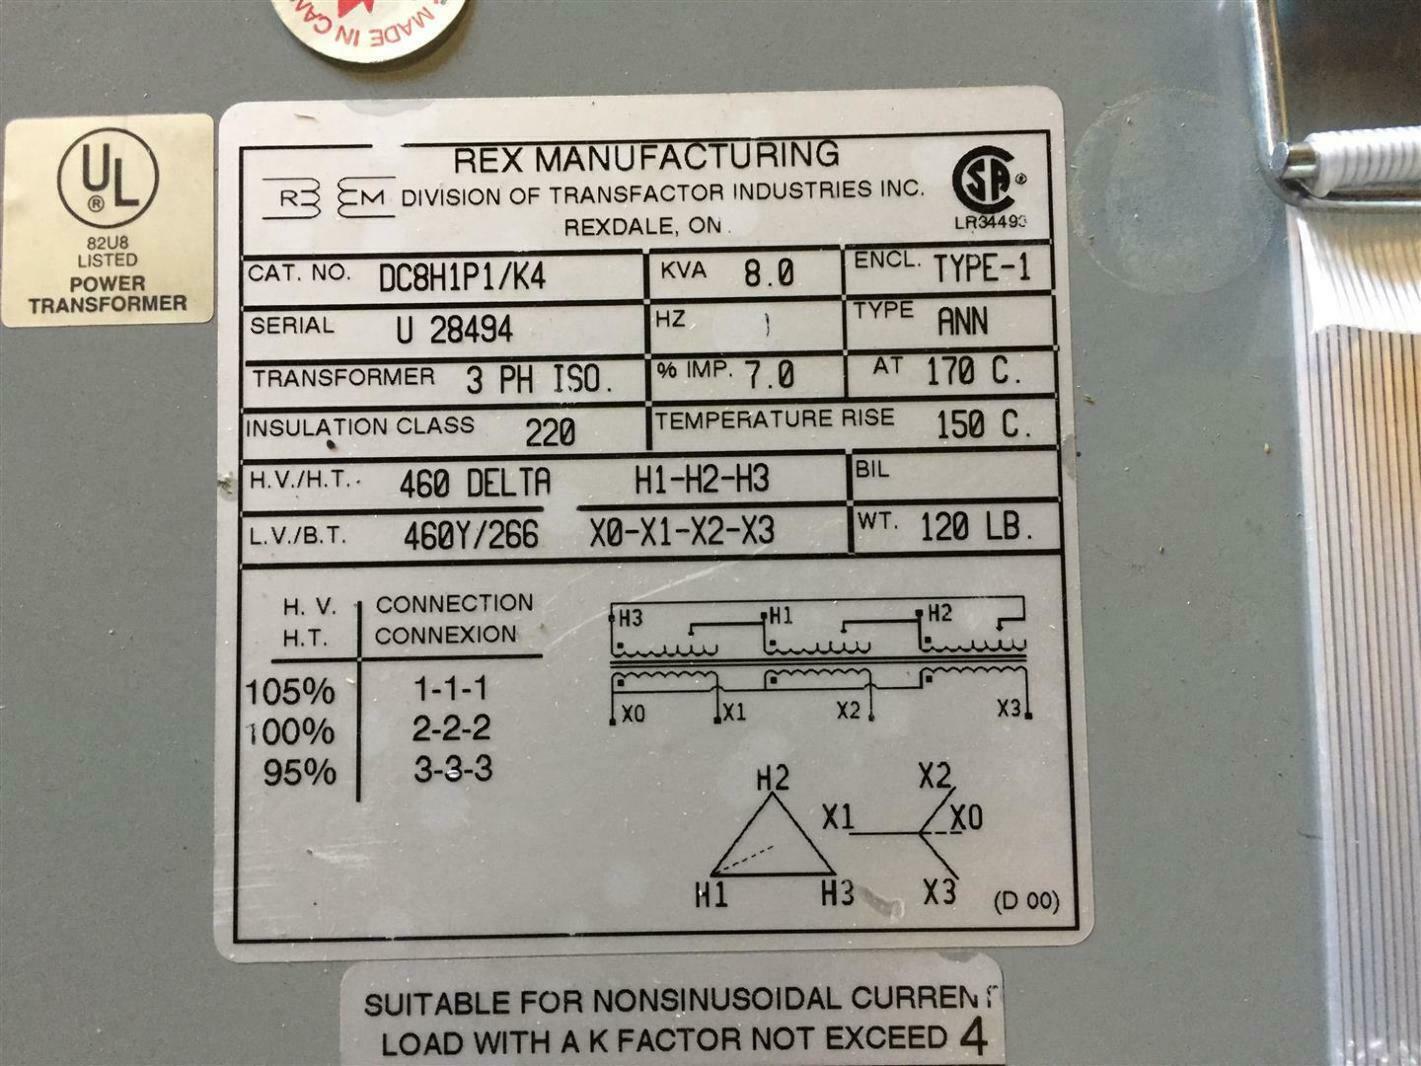 MADE IN CAN
UL
®
82U8
LISTED
POWER
TRANSFORMER
REX MANUFACTURING
R EM DIVISION OF TRANSFACTOR INDUSTRIES INC.
REXDALE, ON.
SA ®
LR34493
CAT. NO. DC8H1P1/K4 KVA 8.0 ENCL. TYPE-1
SERIAL U 28494 HZ TYPE ANN
TRANSFORMER 3 PH ISO. % IMP. 7.0 AT 170 C.
INSULATION CLASS 220 TEMPERATURE RISE 150 C.
H.V./H.T. 460 DELTA H1-H2-H3 BIL
L.V./B.T. 460Y/266 X0-X1-X2-X3 WT. 120 LB.
H. V. CONNECTION
H.T. CONNEXION
105% 1-1-1
100% 2-2-2
95% 3-3-3
H3 H1 H2
X0 X1 X2 X3
H2 X2
X1 X0
H1 H3 X3 (D 00)
SUITABLE FOR NONSINUSOIDAL CURRENT
LOAD WITH A K FACTOR NOT EXCEED 4